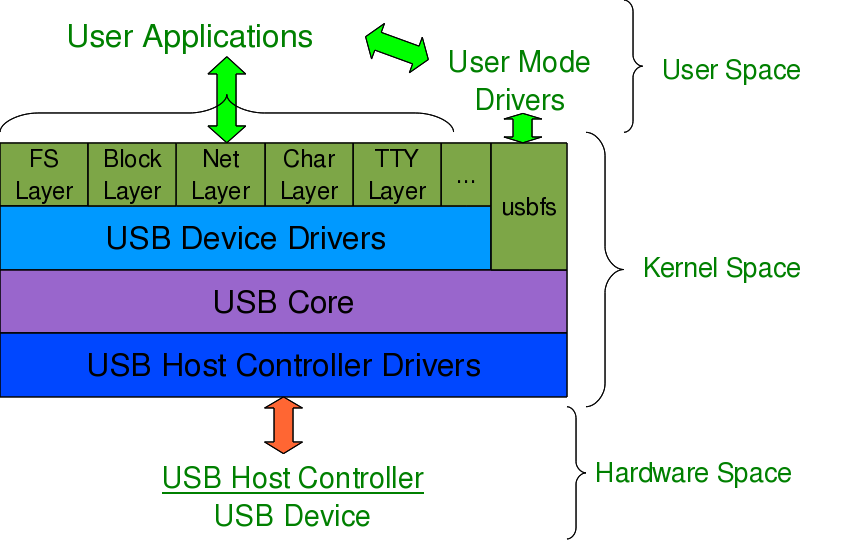 User Applications
User Mode
Drivers
User Space
FS
Layer
Block
Layer
Net
Layer
Char
Layer
TTY
Layer
...
usbfs
USB Device Drivers
Kernel Space
USB Core
USB Host Controller Drivers
USB Host Controller
USB Device
Hardware Space